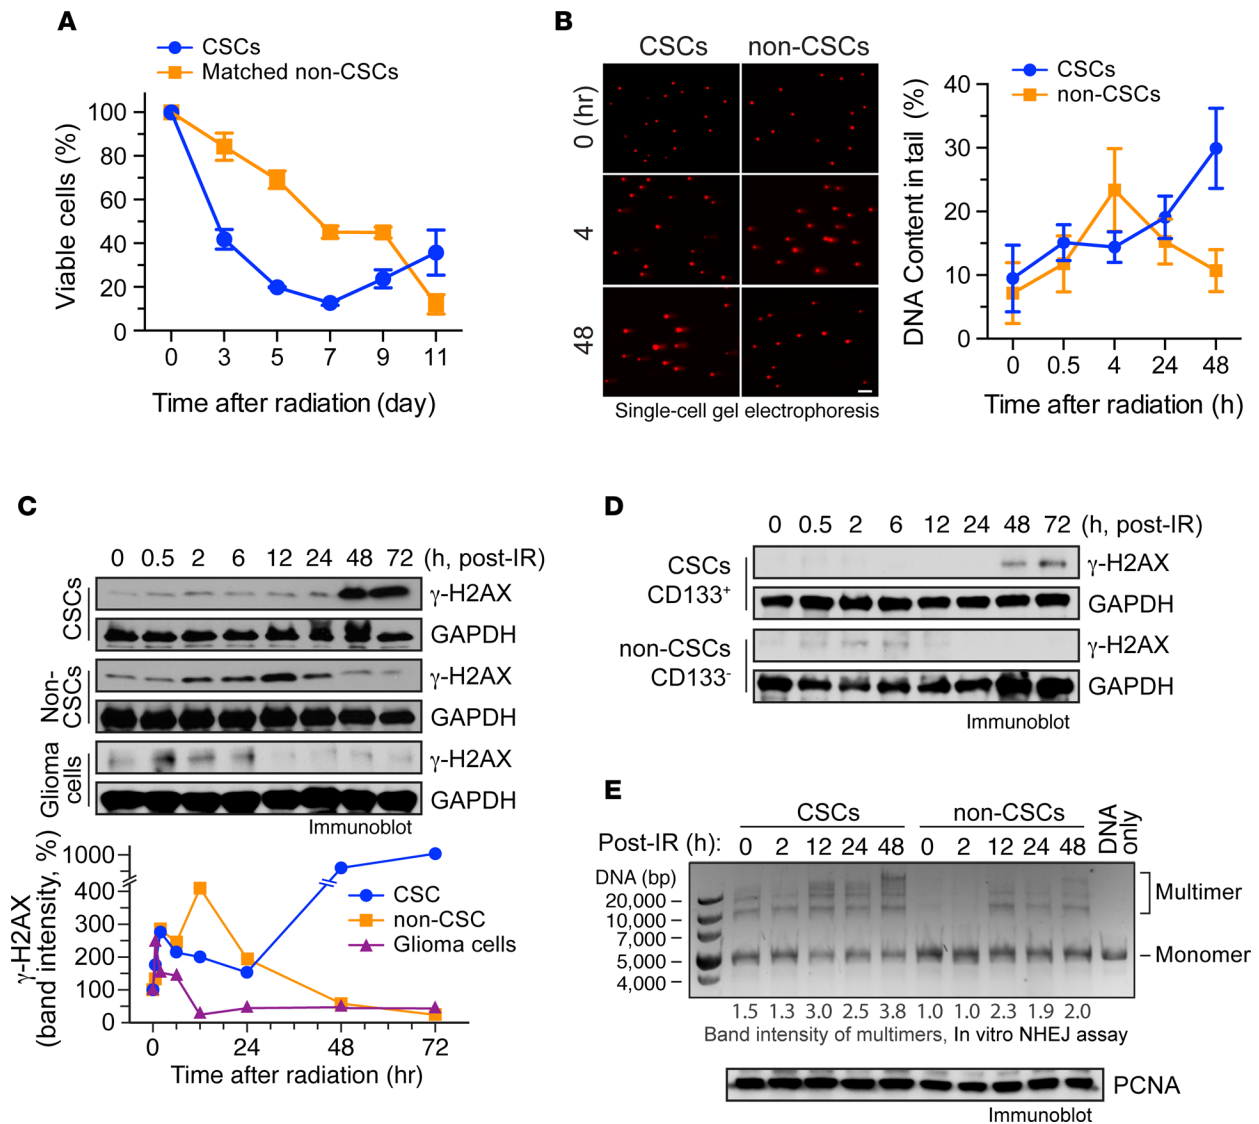 A
CSCs
Matched non-CSCs
Viable cells (%)
100
80
60
40
20
0
0 3 5 7 9 11
Time after radiation (day)
B
CSCs non-CSCs
0 (hr)
4
48
Single-cell gel electrophoresis
CSCs
non-CSCs
DNA Content in tail (%)
40
30
20
10
0
0 0.5 4 24 48
Time after radiation (h)
C
0 0.5 2 6 12 24 48 72 (h, post-IR)
CSCs
γ-H2AX
GAPDH
Non-
CSCs
γ-H2AX
GAPDH
Glioma
cells
γ-H2AX
GAPDH
Immunoblot
γ-H2AX
(band intensity, %)
1000
400
300
200
100
0
CSC
non-CSC
Glioma cells
0 24 48 72
Time after radiation (hr)
D
0 0.5 2 6 12 24 48 72 (h, post-IR)
CSCs
CD133+
γ-H2AX
GAPDH
non-CSCs
CD133-
γ-H2AX
GAPDH
Immunoblot
E
CSCs non-CSCs
DNA
only
Post-IR (h): 0 2 12 24 48 0 2 12 24 48
DNA (bp)
20,000
10,000
7,000
5,000
4,000
Multimer
Monomer
1.5 1.3 3.0 2.5 3.8 1.0 1.0 2.3 1.9 2.0
Band intensity of multimers, In vitro NHEJ assay
PCNA
Immunoblot